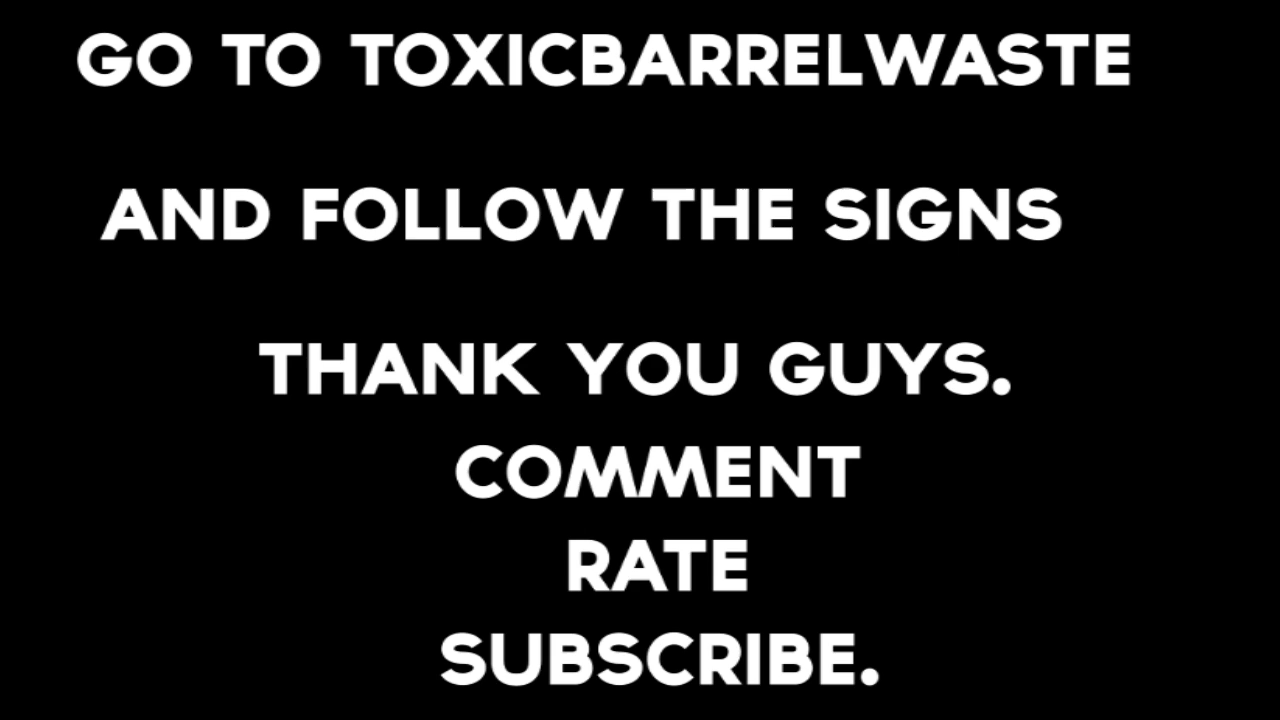 GO TO TOXICBARRELWASTE
AND FOLLOW THE SIGNS
THANK YOU GUYS.
COMMENT
RATE
SUBSCRIBE.